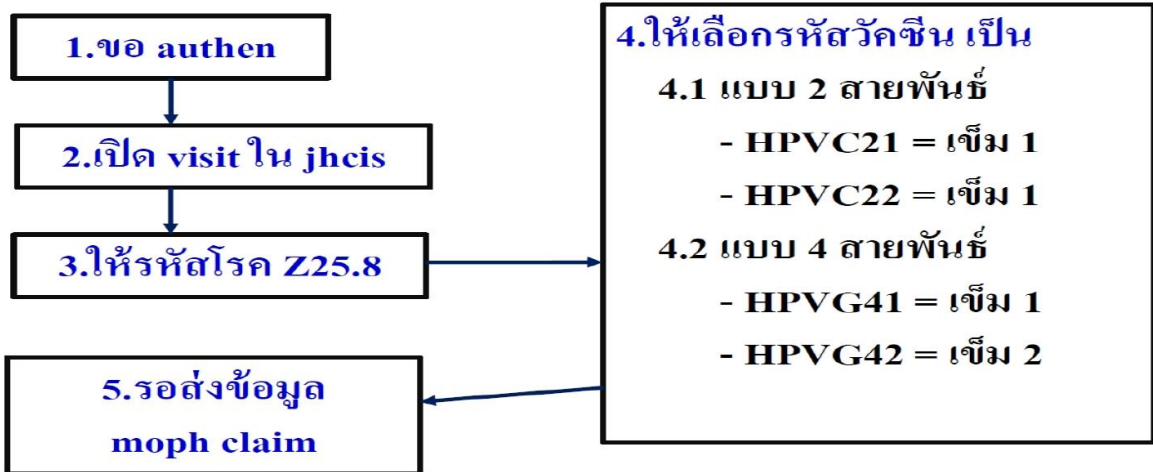 1.ขอ authen
2.เปิด visit ใน jhcis
3.ให้รหัสโรค Z25.8
4.ให้เลือกรหัสวัคซีน เป็น
4.1 แบบ 2 สายพันธ์
- HPVC21 = เข็ม 1
- HPVC22 = เข็ม 1
4.2 แบบ 4 สายพันธ์
- HPVG41 = เข็ม 1
- HPVG42 = เข็ม 2
5.รอส่งข้อมูล
moph claim